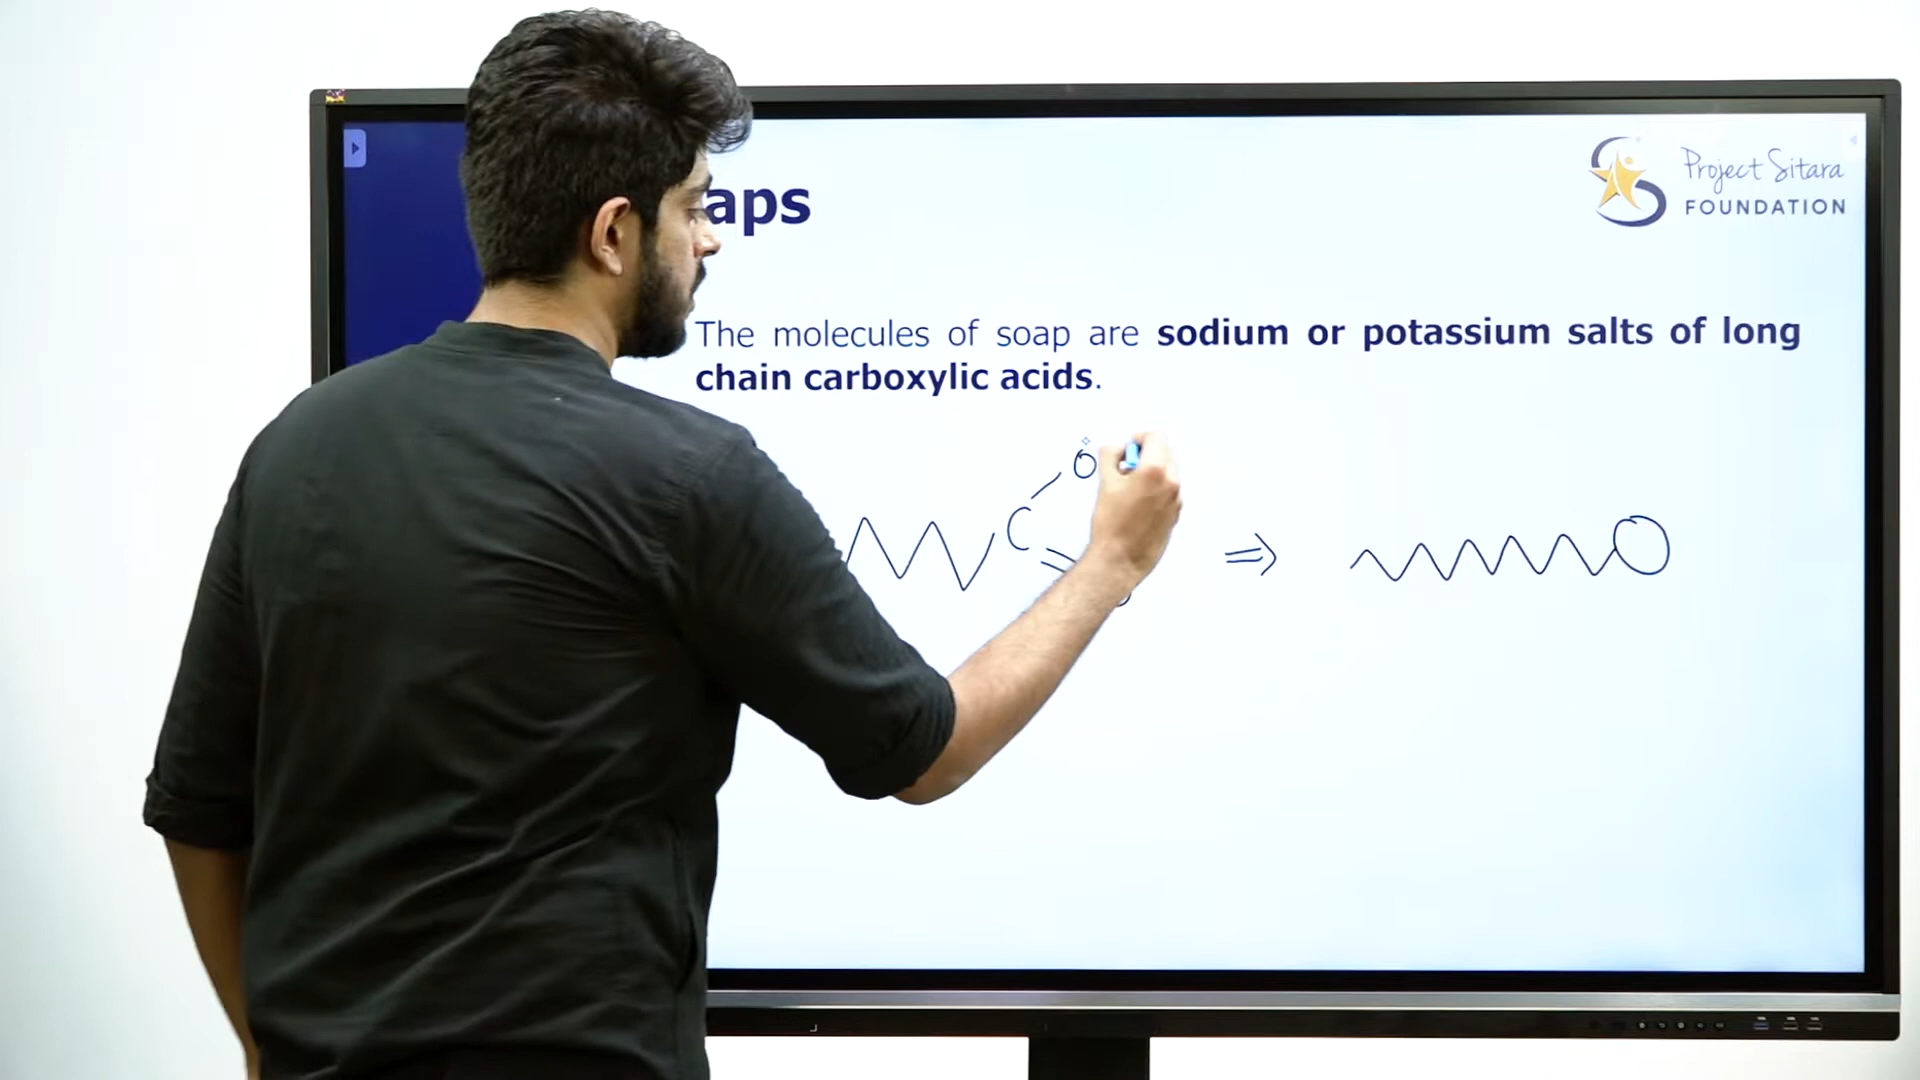 aps
Project Sitara
FOUNDATION
The molecules of soap are sodium or potassium salts of long
chain carboxylic acids.
O
C